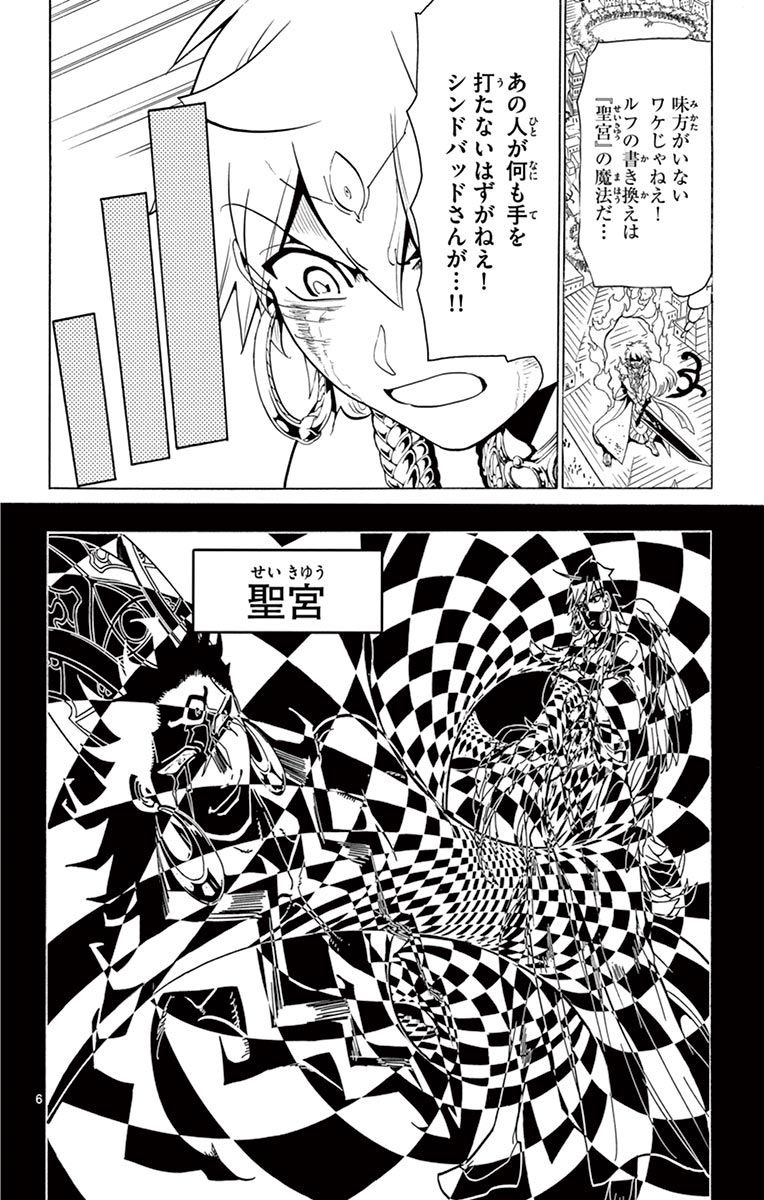 味方がいない
ワケじゃねえ！
ルフの書き換えは
『聖宮』の魔法だ…
あの人が何も手を
打たないはずがねえ！
シンドバッドさんが…!!
聖宮
6